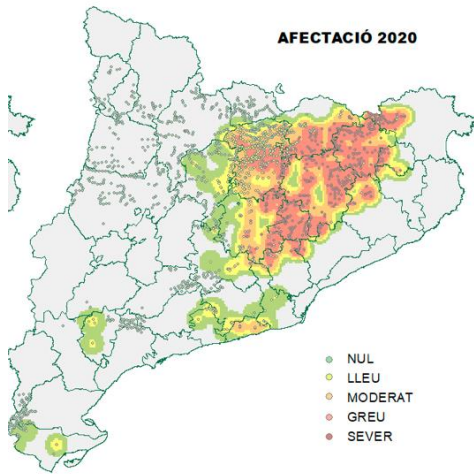 AFECTACIÓ 2020
NUL
LLEU
MODERAT
GREU
SEVER